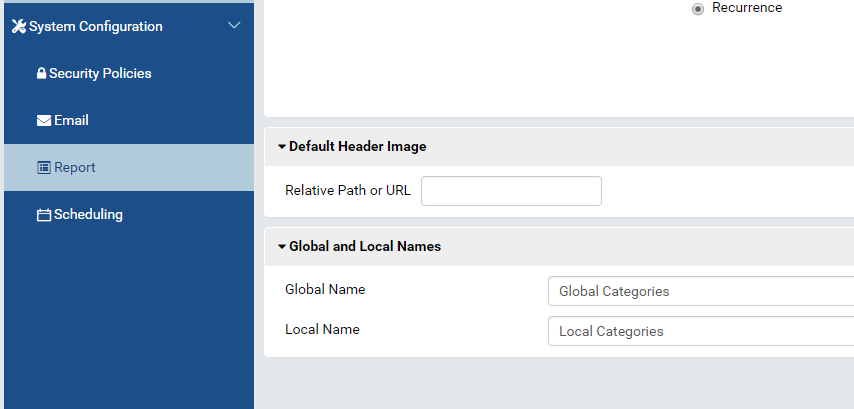 System Configuration
Security Policies
Email
Report
Scheduling
Recurrence
Default Header Image
Relative Path or URL
Global and Local Names
Global Name
Global Categories
Local Name
Local Categories